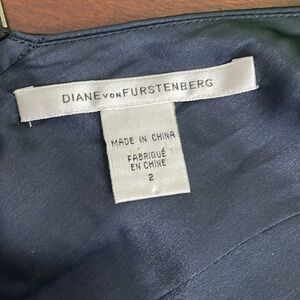 DIANE VON FURSTENBERG
MADE IN CHINA
FABRIQUÉ
EN CHINE
2